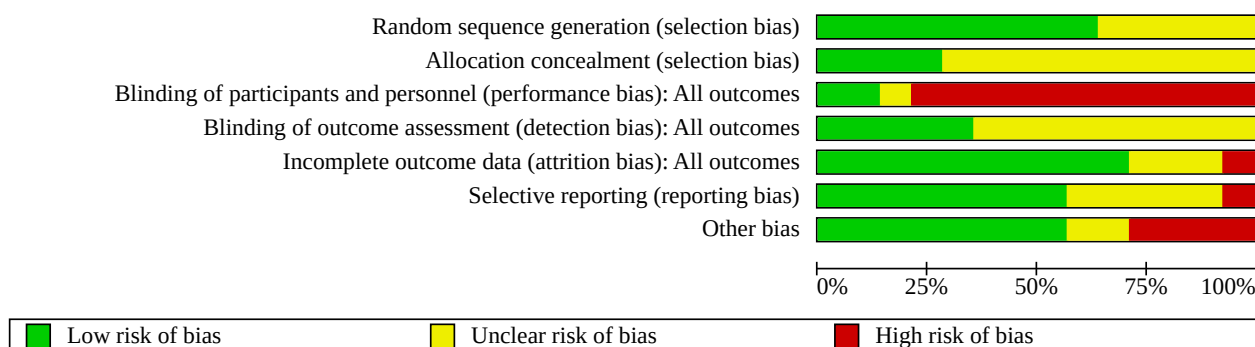 Random sequence generation (selection bias)
Allocation concealment (selection bias)
Blinding of participants and personnel (performance bias): All outcomes
Blinding of outcome assessment (detection bias): All outcomes
Incomplete outcome data (attrition bias): All outcomes
Selective reporting (reporting bias)
Other bias
0% 25% 50% 75% 100%
Low risk of bias Unclear risk of bias High risk of bias